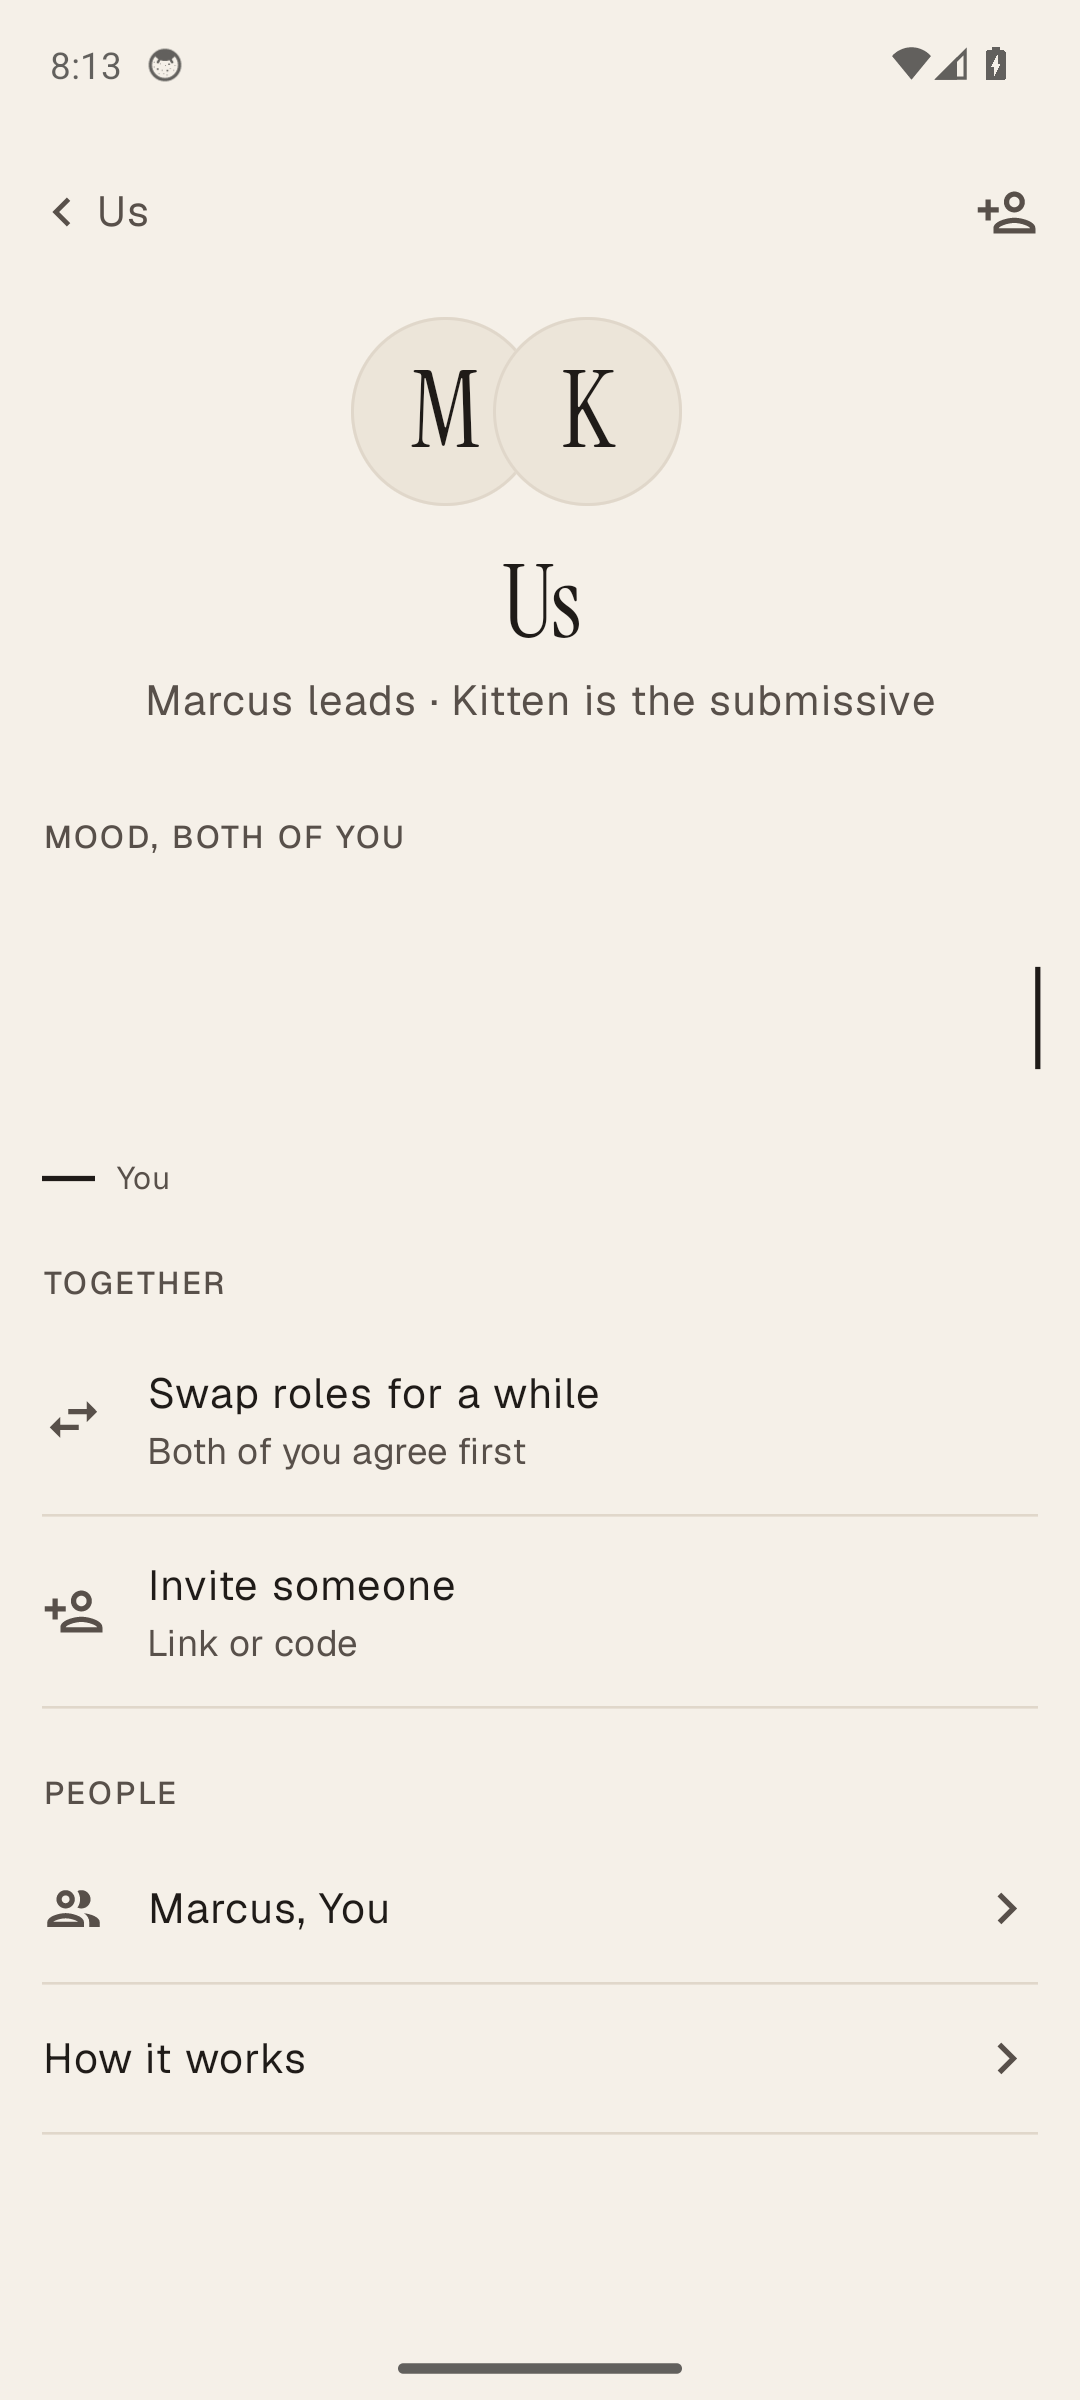 8:13
Us
M K
Us
Marcus leads · Kitten is the submissive
MOOD, BOTH OF YOU
You
TOGETHER
Swap roles for a while
Both of you agree first
Invite someone
Link or code
PEOPLE
Marcus, You
How it works